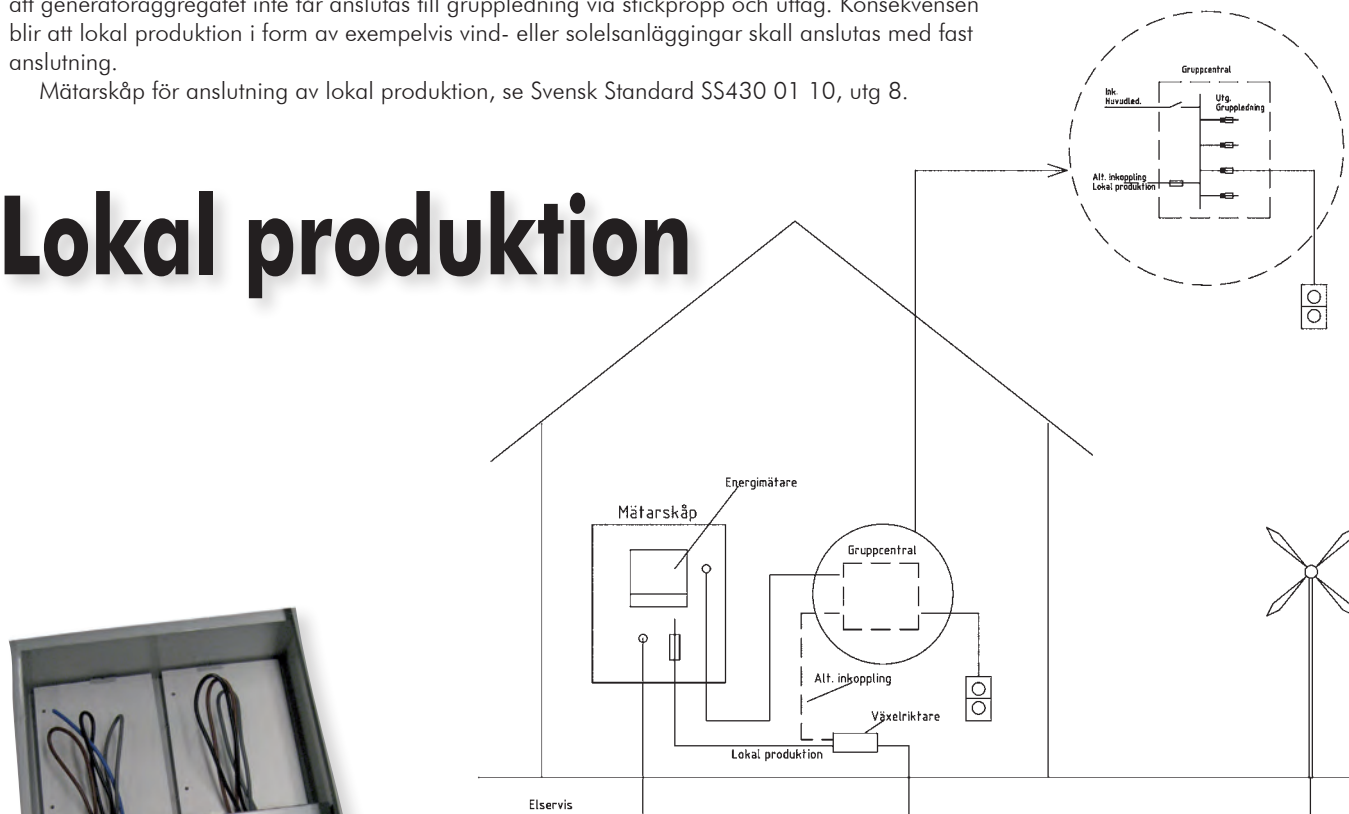 att generatoraggregatet inte får anslutas till gruppledning via stickpropp och uttag. Konsekvensen
blir att lokal produktion i form av exempelvis vind- eller solelsanläggingar skall anslutas med fast
anslutning.
Mätarskåp för anslutning av lokal produktion, se Svensk Standard SS430 01 10, utg 8.
Lokal produktion
Gruppcentral
Ink.
Huvudled.
Utg.
Gruppledning
Alt. inkoppling
Lokal produktion
Energimätare
Mätarskåp
Gruppcentral
Alt. inkoppling
Växelriktare
Lokal produktion
Elservis